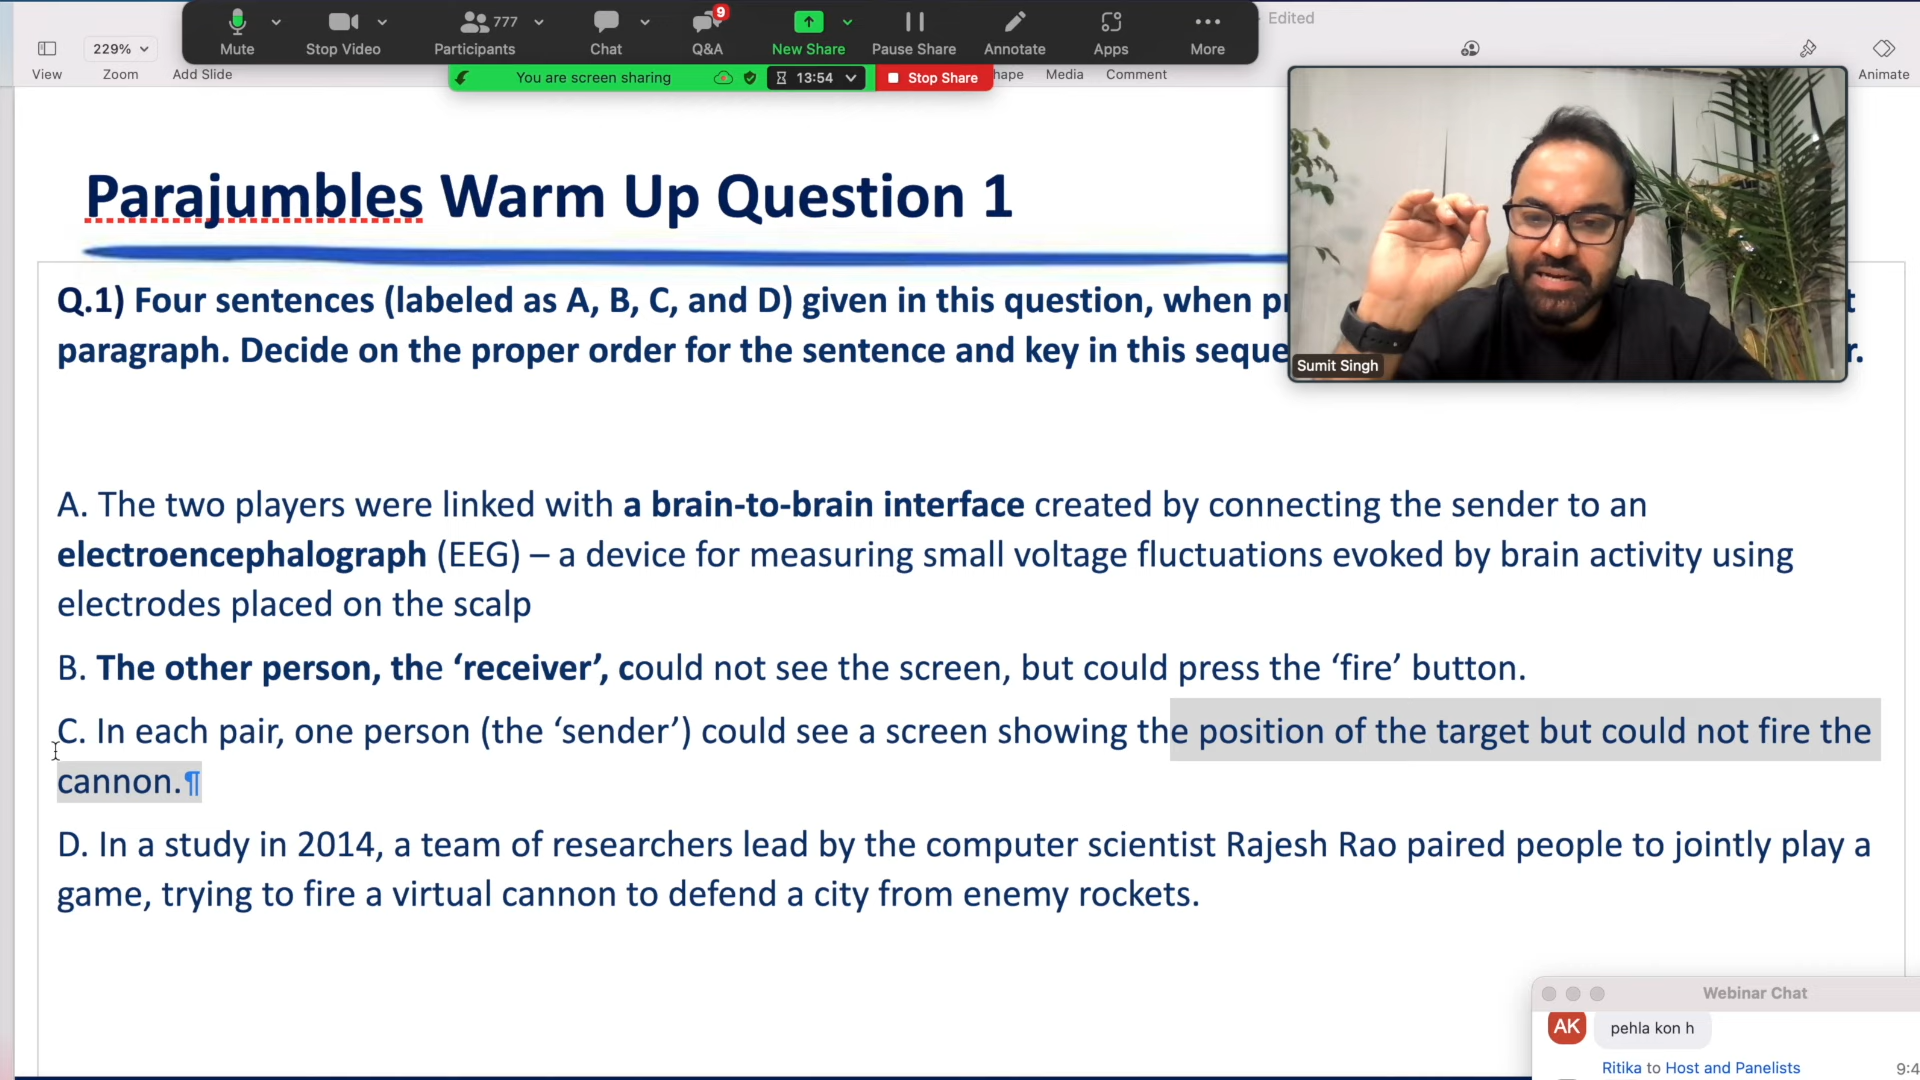 Edited
777
9
Mute
Stop Video
Participants
Chat
Q&A
New Share
Pause Share
Annotate
Apps
More
229%
View
Zoom
Add Slide
You are screen sharing
13:54
Stop Share
hape
Media
Comment
Animate
Parajumbles Warm Up Question 1
Q.1) Four sentences (labeled as A, B, C, and D) given in this question, when pr t
paragraph. Decide on the proper order for the sentence and key in this seque r.
Sumit Singh
A. The two players were linked with a brain-to-brain interface created by connecting the sender to an
electroencephalograph (EEG) – a device for measuring small voltage fluctuations evoked by brain activity using
electrodes placed on the scalp
B. The other person, the ‘receiver’, could not see the screen, but could press the ‘fire’ button.
C. In each pair, one person (the ‘sender’) could see a screen showing the position of the target but could not fire the
cannon.¶
D. In a study in 2014, a team of researchers lead by the computer scientist Rajesh Rao paired people to jointly play a
game, trying to fire a virtual cannon to defend a city from enemy rockets.
Webinar Chat
AK
pehla kon h
Ritika to Host and Panelists
9:4